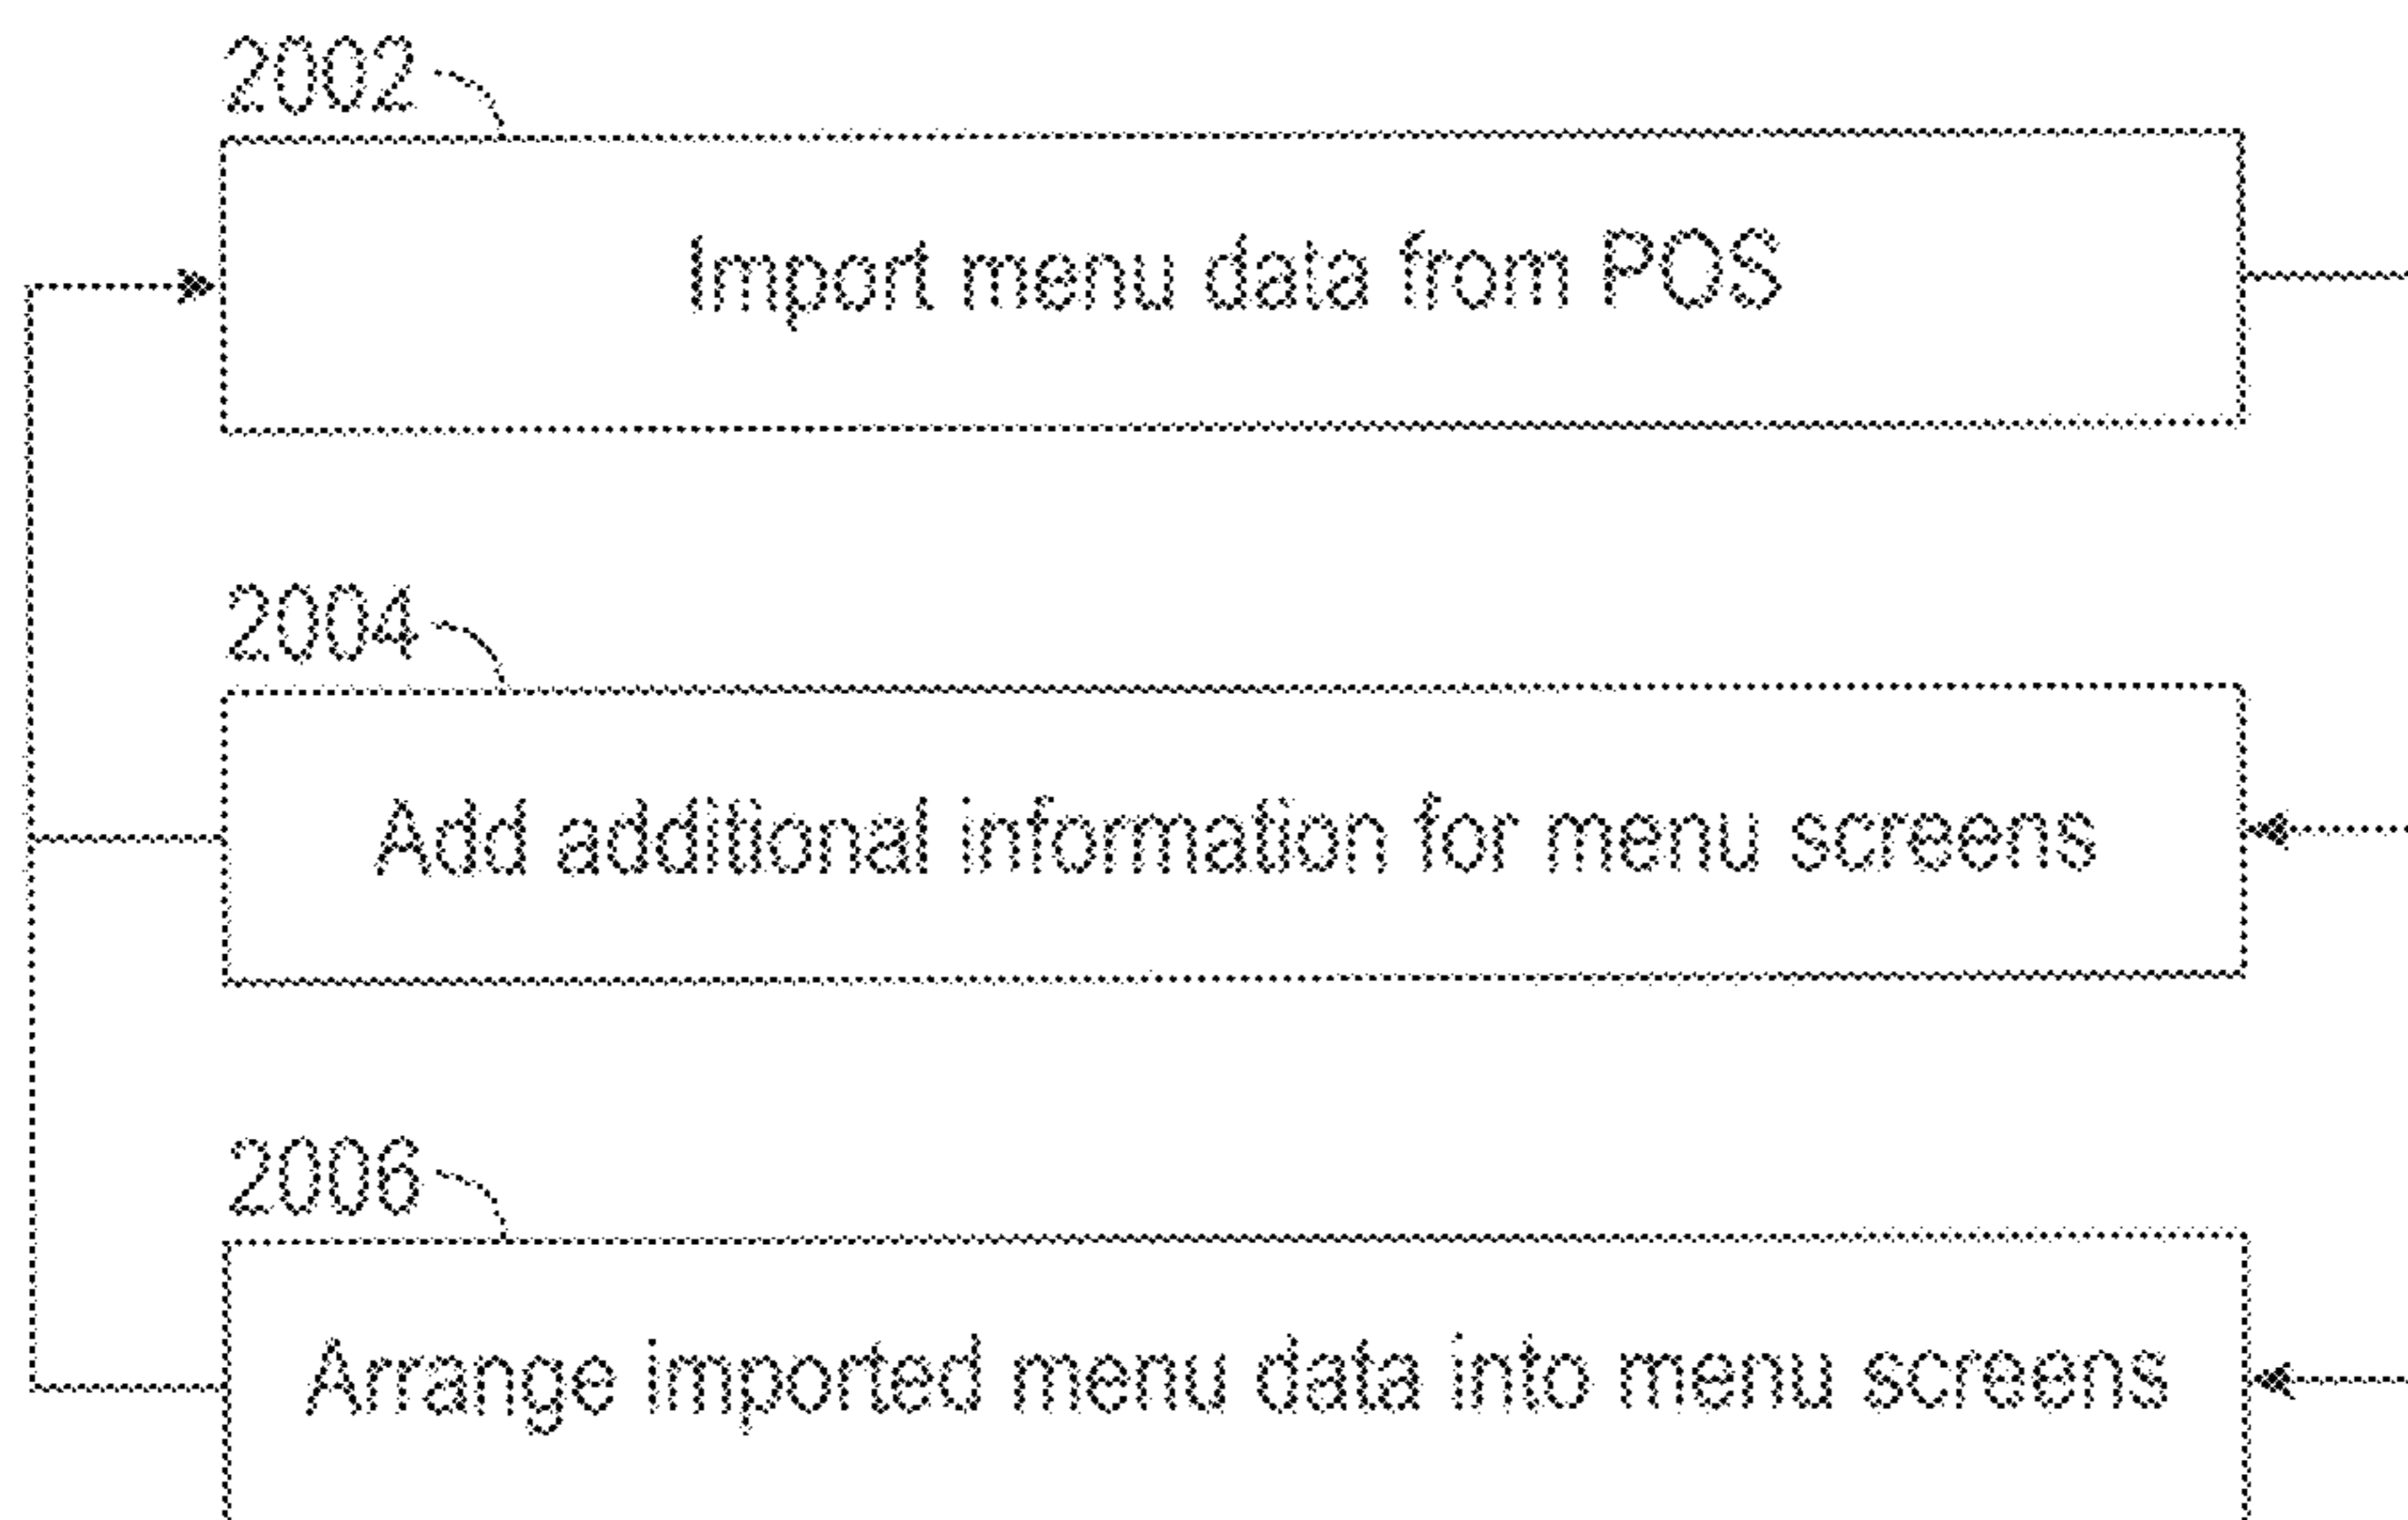 2002
Import menu data from POS
2004
Add additional information for menu screens
2006
Arrange imported menu data into menu screens